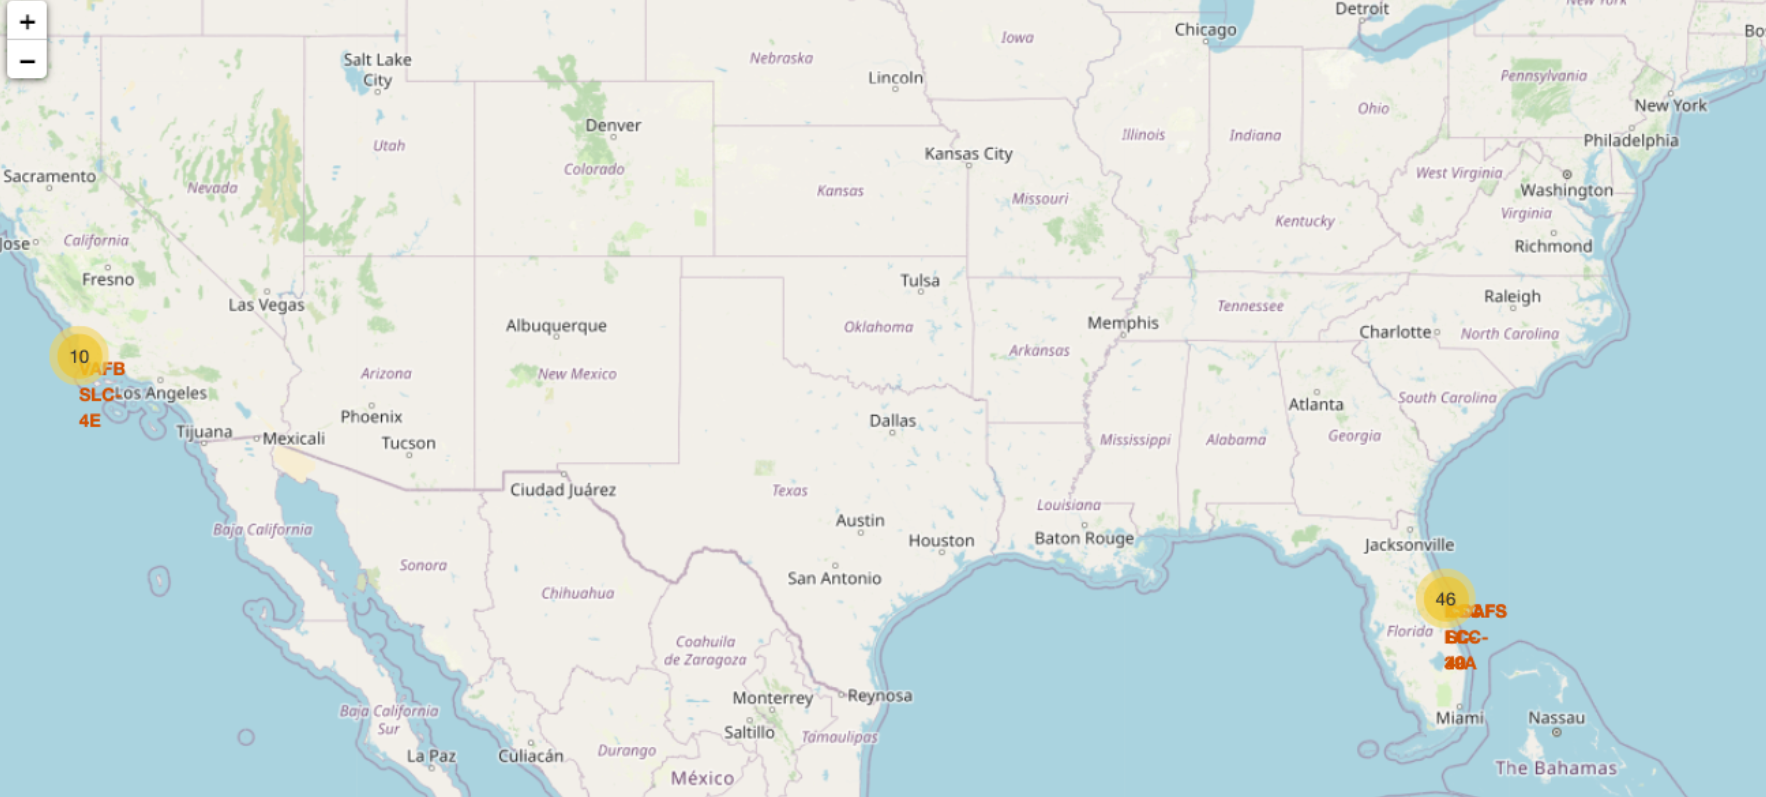 +
−
Detroit
New York
Chicago
Iowa
Nebraska
Salt Lake
City
Lincoln
Pennsylvania
New York
Ohio
Denver
Illinois
Indiana
Philadelphia
Utah
Kansas City
Colorado
Sacramento
Nevada
Kansas
Missouri
West Virginia
Washington
Virginia
Kentucky
California
Jose
Richmond
Fresno
Tulsa
Las Vegas
Raleigh
Tennessee
Albuquerque
Oklahoma
Memphis
Charlotte
North Carolina
Arkansas
10
VAFB
SLC-
4E
Los Angeles
Arizona
New Mexico
Phoenix
Dallas
Atlanta
South Carolina
Tijuana
Mexicali
Tucson
Mississippi
Alabama
Georgia
Ciudad Juárez
Texas
Louisiana
Baja California
Austin
Houston
Baton Rouge
Jacksonville
Sonora
San Antonio
Chihuahua
46
Florida
Coahuila
de Zaragoza
Monterrey
Reynosa
Baja California
Sur
Miami
Nassau
Saltillo
Tamaulipas
La Paz
Culiacán
Durango
México
The Bahamas